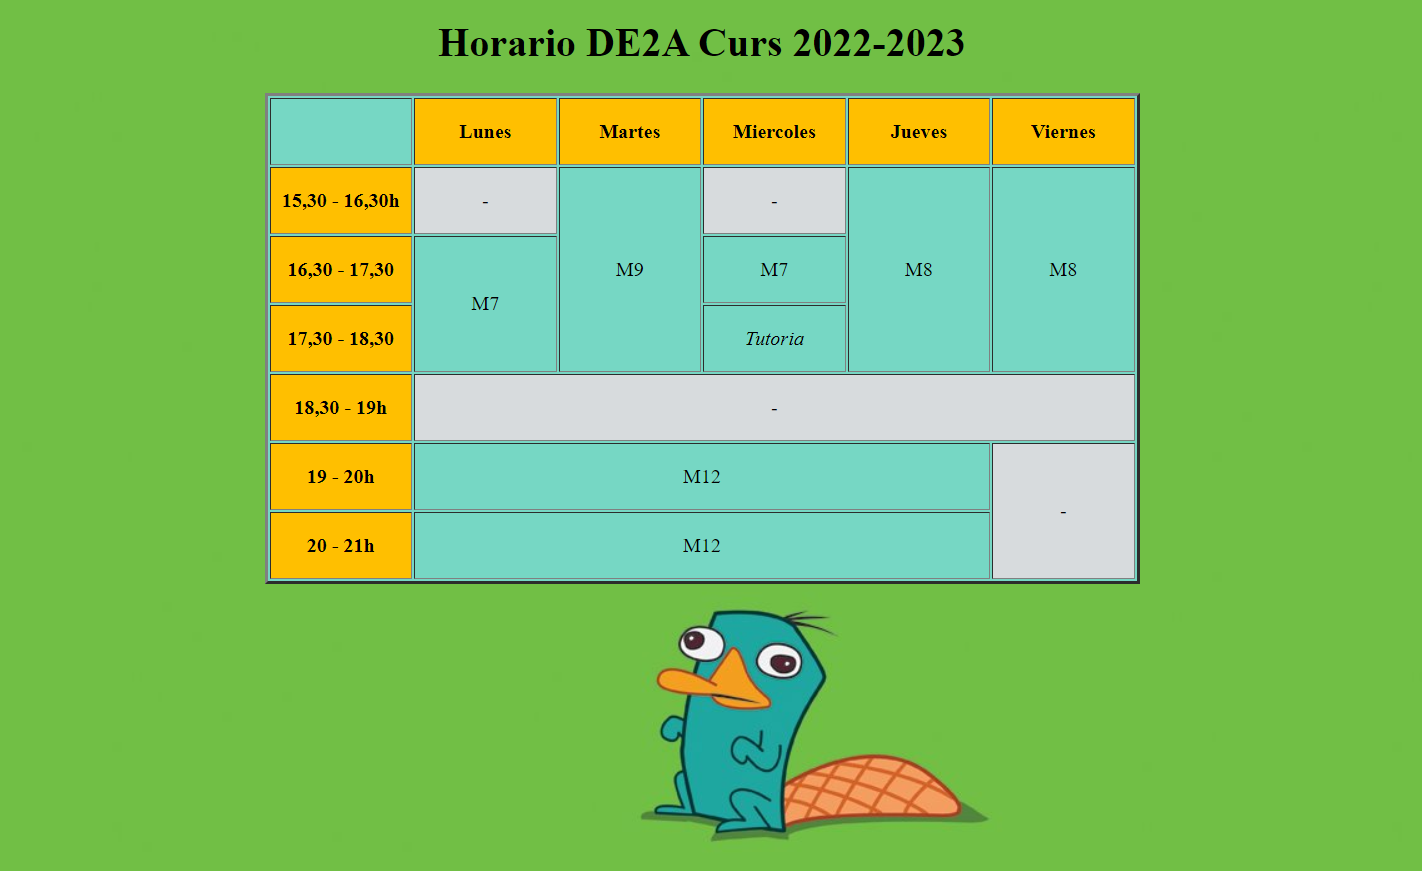 Horario DE2A Curs 2022-2023
Lunes Martes Miercoles Jueves Viernes
15,30 - 16,30h - M9 - M8 M8
16,30 - 17,30 M7 M7
17,30 - 18,30 Tutoria
18,30 - 19h -
19 - 20h M12 -
20 - 21h M12